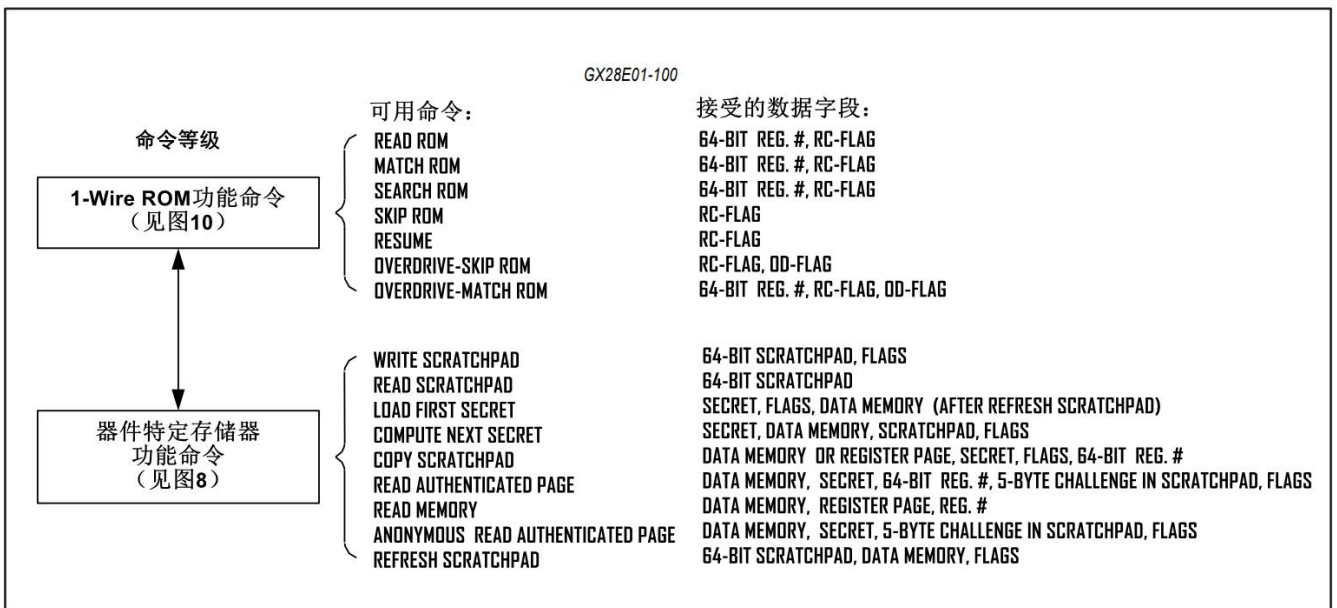 GX28E01-100
可用命令： 接受的数据字段：
命令等级
READ ROM 64-BIT REG. #, RC-FLAG
MATCH ROM 64-BIT REG. #, RC-FLAG
SEARCH ROM 64-BIT REG. #, RC-FLAG
SKIP ROM RC-FLAG
RESUME RC-FLAG
OVERDRIVE-SKIP ROM RC-FLAG, OD-FLAG
OVERDRIVE-MATCH ROM 64-BIT REG. #, RC-FLAG, OD-FLAG
1-Wire ROM功能命令
（见图10）
WRITE SCRATCHPAD 64-BIT SCRATCHPAD, FLAGS
READ SCRATCHPAD 64-BIT SCRATCHPAD
LOAD FIRST SECRET SECRET, FLAGS, DATA MEMORY (AFTER REFRESH SCRATCHPAD)
COMPUTE NEXT SECRET SECRET, DATA MEMORY, SCRATCHPAD, FLAGS
COPY SCRATCHPAD DATA MEMORY OR REGISTER PAGE, SECRET, FLAGS, 64-BIT REG. #
READ AUTHENTICATED PAGE DATA MEMORY, SECRET, 64-BIT REG. #, 5-BYTE CHALLENGE IN SCRATCHPAD, FLAGS
READ MEMORY DATA MEMORY, REGISTER PAGE, REG. #
ANONYMOUS READ AUTHENTICATED PAGE DATA MEMORY, SECRET, 5-BYTE CHALLENGE IN SCRATCHPAD, FLAGS
REFRESH SCRATCHPAD 64-BIT SCRATCHPAD, DATA MEMORY, FLAGS
器件特定存储器
功能命令
（见图8）